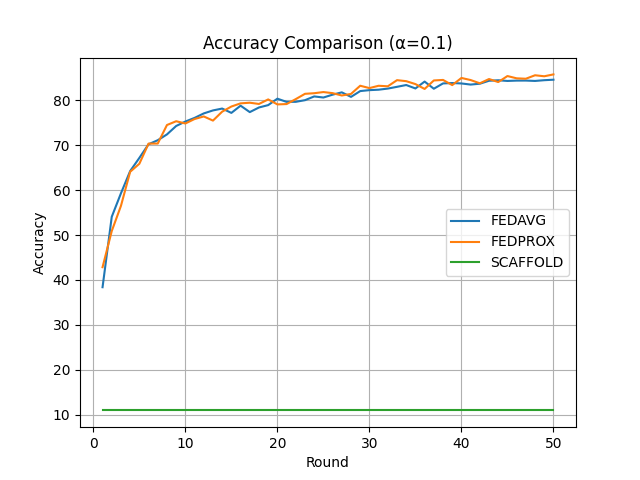 Accuracy Comparison (α=0.1)
Accuracy
80
70
60
50
40
30
20
10
FEDAVG
FEDPROX
SCAFFOLD
0 10 20 30 40 50
Round